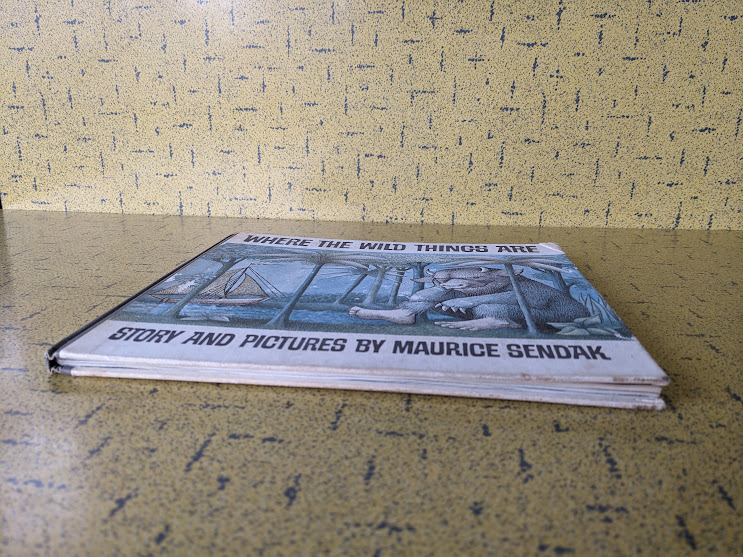 WHERE THE WILD THINGS ARE
STORY AND PICTURES BY MAURICE SENDAK